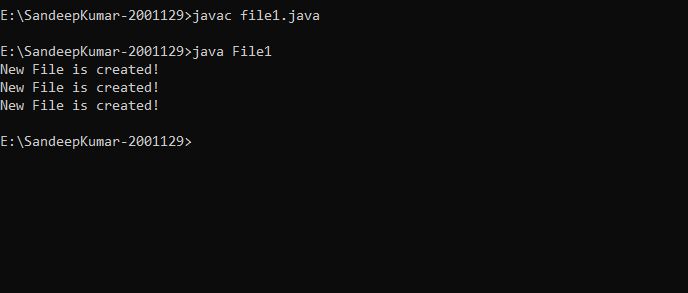 E:\SandeepKumar-2001129>javac file1.java
E:\SandeepKumar-2001129>java File1
New File is created!
New File is created!
New File is created!
E:\SandeepKumar-2001129>